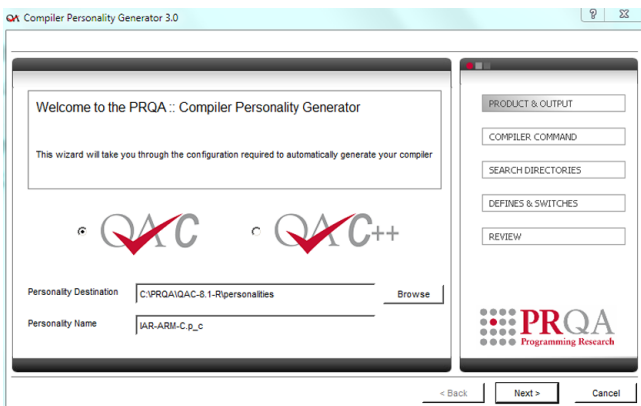 QA Compiler Personality Generator 3.0
Welcome to the PRQA :: Compiler Personality Generator
This wizard will take you through the configuration required to automatically generate your compiler
QAC
QAC++
Personality Destination
C:\PRQA\QAC-8.1-R\personalities
Browse
Personality Name
IAR-ARM-C.p_c
PRODUCT & OUTPUT
COMPILER COMMAND
SEARCH DIRECTORIES
DEFINES & SWITCHES
REVIEW
PRQA
Programming Research
< Back
Next >
Cancel